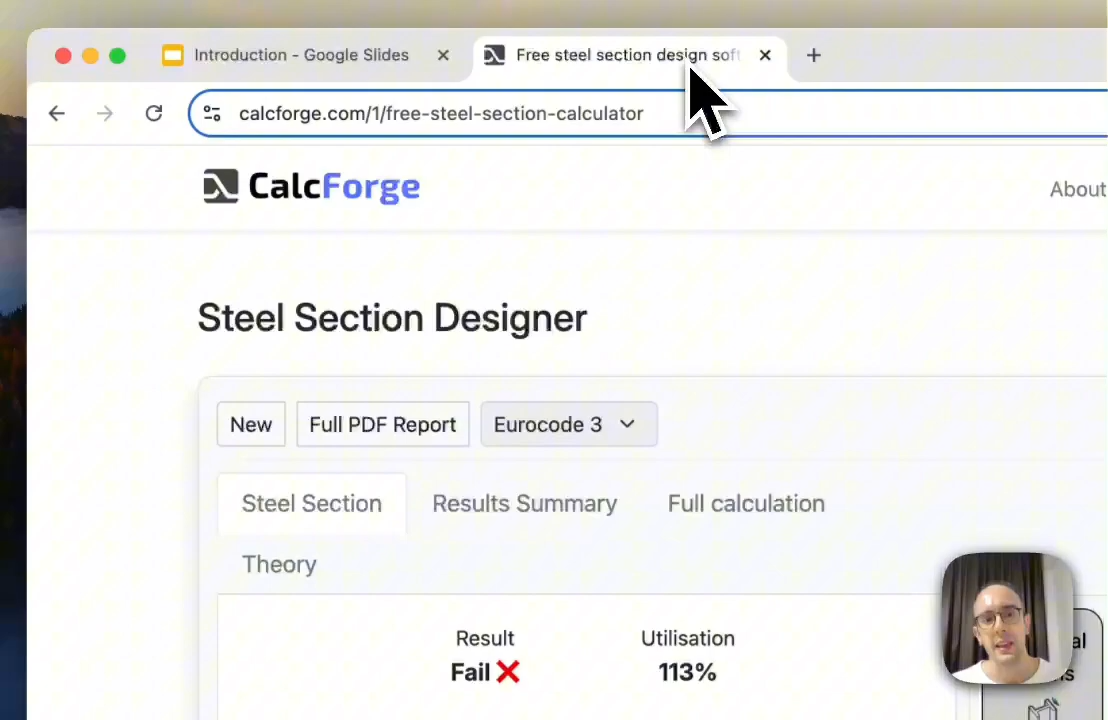 Introduction - Google Slides
Free steel section design soft
calcforge.com/1/free-steel-section-calculator
CalcForge
About
Steel Section Designer
New
Full PDF Report
Eurocode 3
Steel Section
Results Summary
Full calculation
Theory
Result
Utilisation
Fail
113%